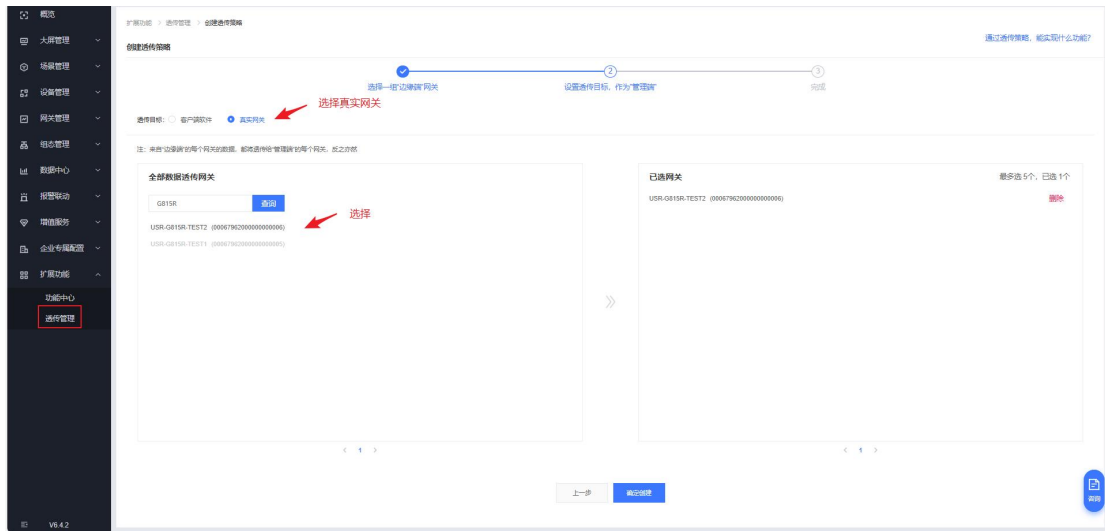 概览
大屏管理
场景管理
设备管理
网关管理
组态管理
数据中心
报警联动
增值服务
企业专属配置
扩展功能
功能中心
透传管理
V6.4.2
扩展功能 > 透传管理 > 创建透传策略
创建透传策略
通过透传策略，能实现什么功能?
选择一组"边缘端"网关
2
设置透传目标，作为"管理端"
3
完成
选择真实网关
透传目标: 客户端软件 真实网关
注：来自"边缘端"的每个网关的数据，都将透传给"管理端"的每个网关，反之亦然
全部数据透传网关
G815R 查询
选择
USR-G815R-TEST2 (00067962000000000006)
USR-G815R-TEST1 (00067962000000000005)
已选网关
最多选 5个，已选 1个
USR-G815R-TEST2 (00067962000000000006) 删除
< 1 >
< 1 >
上一步 确定创建
咨询